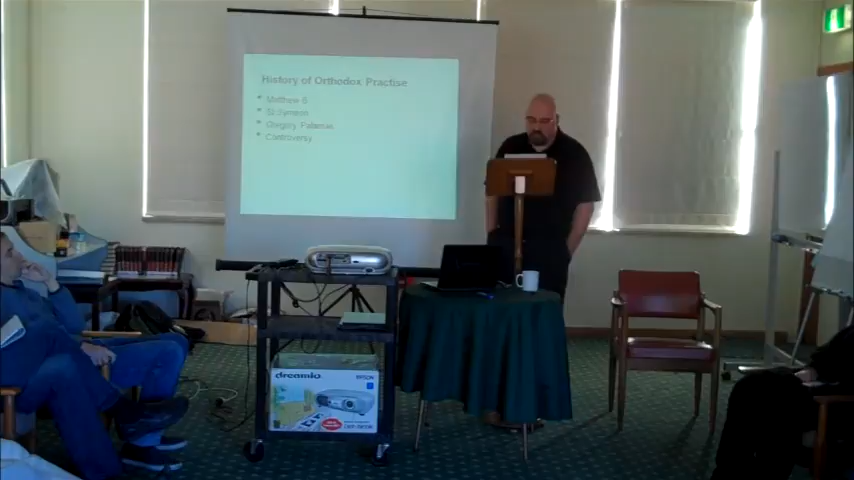 History of Orthodox Practise
Matthew 6
St Symeon
Gregory Palamas
Controversy
EPSON
dreamio